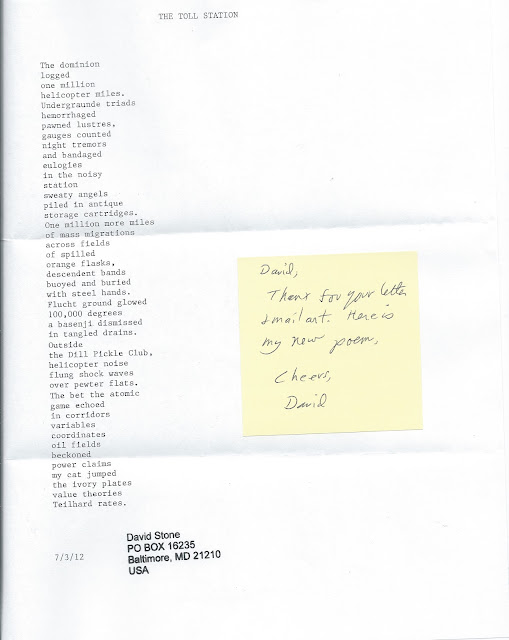 THE TOLL STATION
The dominion
logged
one million
helicopter miles.
Undergraunde triads
hemorrhaged
pawned lustres,
gauges counted
night tremors
and bandaged
eulogies
in the noisy
station
sweaty angels
piled in antique
storage cartridges.
One million more miles
of mass migrations
across fields
of spilled
orange flasks,
descendent hands
buoyed and buried
with steel hands.
Flucht ground glowed
100,000 degrees
a basenji dismissed
in tangled drains.
Outside
the Dill Pickle Club,
helicopter noise
flung shock waves
over pewter flats.
The bet the atomic
game echoed
in corridors
variables
coordinates
oil fields
beckoned
power claims
my cat jumped
the ivory plates
value theories
Teilhard rates.
David,
Thanx for your letter
& mail art. Here is
my new poem,
Cheers,
David
7/3/12
David Stone
PO BOX 16235
Baltimore, MD 21210
USA